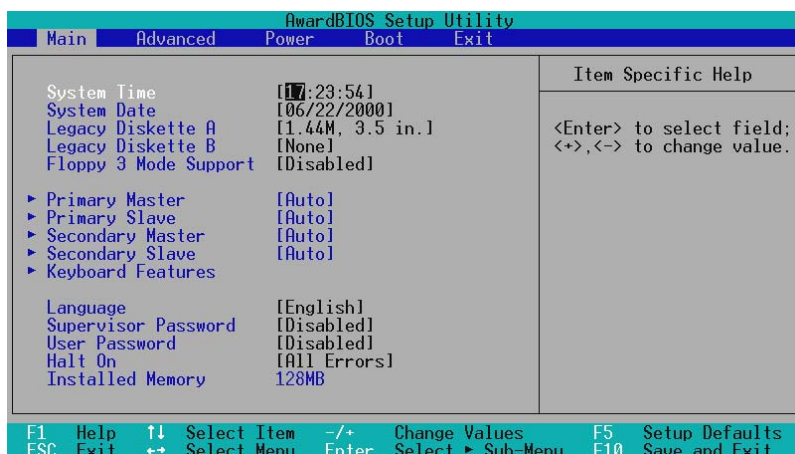 AwardBIOS Setup Utility
Main Advanced Power Boot Exit
Item Specific Help
System Time [17:23:54]
System Date [06/22/2000]
Legacy Diskette A [1.44M, 3.5 in.] <Enter> to select field;
Legacy Diskette B [None] <+>,<-> to change value.
Floppy 3 Mode Support [Disabled]
► Primary Master [Auto]
► Primary Slave [Auto]
► Secondary Master [Auto]
► Secondary Slave [Auto]
► Keyboard Features
Language [English]
Supervisor Password [Disabled]
User Password [Disabled]
Halt On [All Errors]
Installed Memory 128MB
F1 Help ↑↓ Select Item -/+ Change Values F5 Setup Defaults
ESC Exit ↔ Select Menu Enter Select ► Sub-Menu F10 Save and Exit